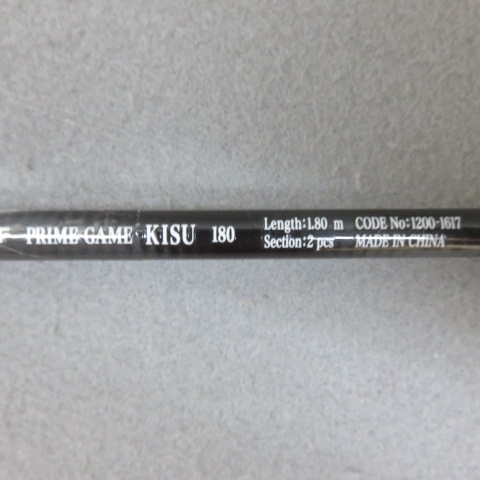 PRIME GAME KISU 180
Length:1.80 m CODE No:1200-1617
Section:2 pcs MADE IN CHINA